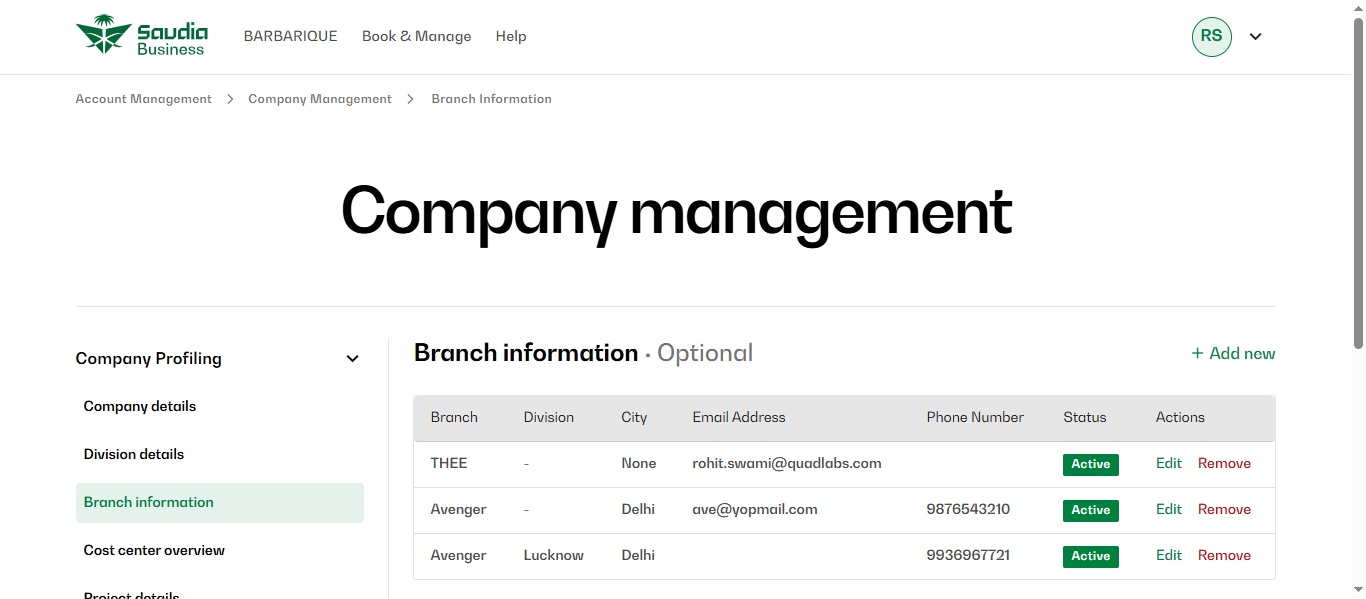 Saudia Business BARBARIQUE Book & Manage Help RS
Account Management Company Management Branch Information
Company management
Company Profiling
Company details
Division details
Branch information
Cost center overview
Project details
Branch information · Optional + Add new
Branch Division City Email Address Phone Number Status Actions
THEE - None rohit.swami@quadlabs.com Active Edit Remove
Avenger - Delhi ave@yopmail.com 9876543210 Active Edit Remove
Avenger Lucknow Delhi 9936967721 Active Edit Remove